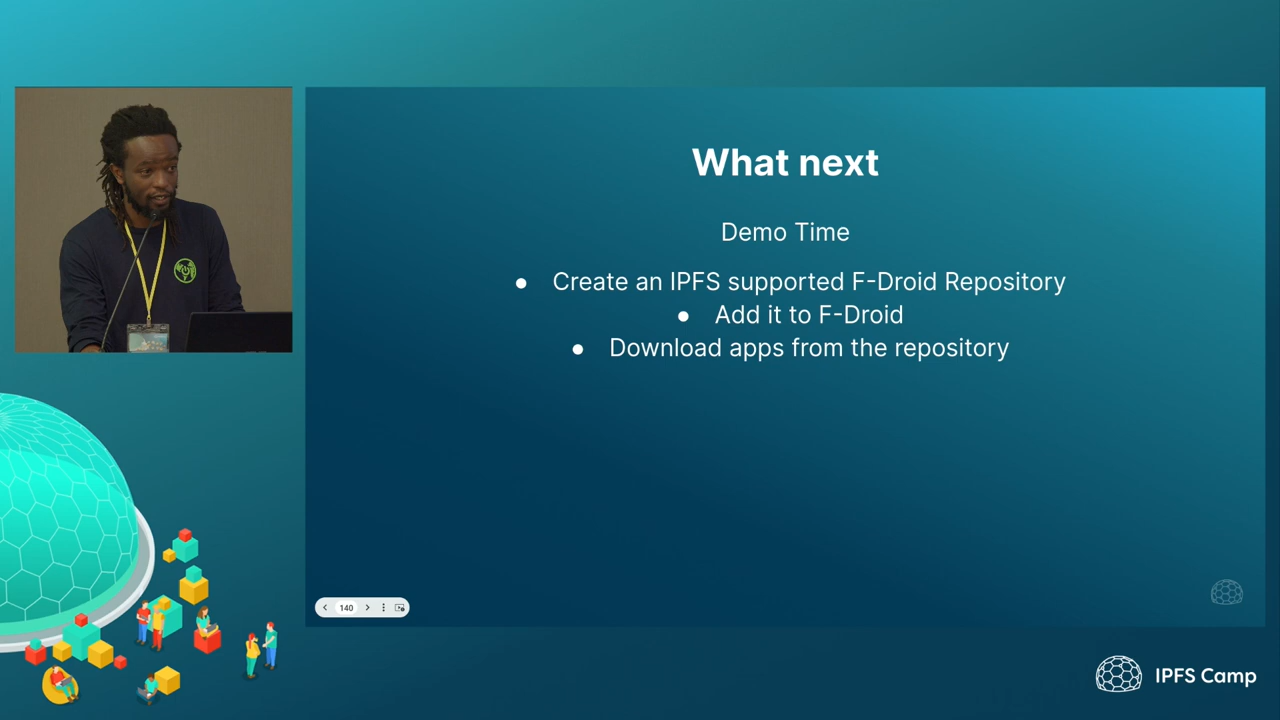 What next
Demo Time
● Create an IPFS supported F-Droid Repository
● Add it to F-Droid
● Download apps from the repository
140
IPFS Camp